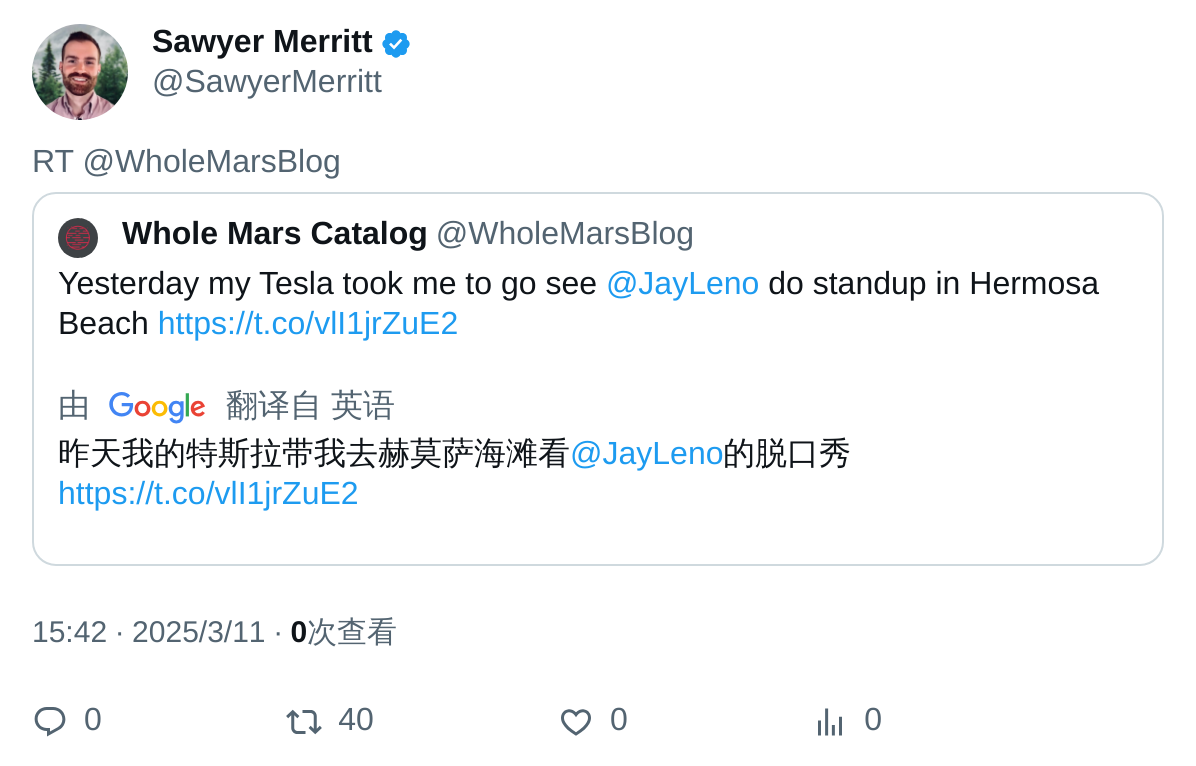 Sawyer Merritt
@SawyerMerritt
RT @WholeMarsBlog
Whole Mars Catalog @WholeMarsBlog
Yesterday my Tesla took me to go see @JayLeno do standup in Hermosa
Beach https://t.co/vlI1jrZuE2
由 Google 翻译自 英语
昨天我的特斯拉带我去赫莫萨海滩看@JayLeno的脱口秀
https://t.co/vlI1jrZuE2
15:42 · 2025/3/11 · 0次查看
0 40 0 0